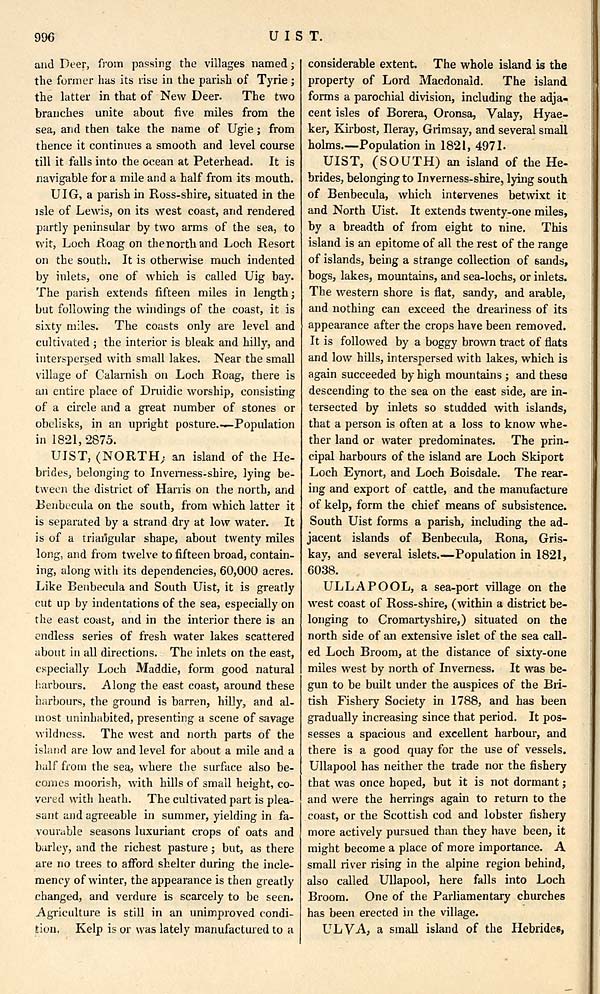 996
UIST.
and Deer, from passing the villages named;
the former has its rise in the parish of Tyrie;
the latter in that of New Deer. The two
branches unite about five miles from the
sea, and then take the name of Ugie; from
thence it continues a smooth and level course
till it falls into the ocean at Peterhead. It is
navigable for a mile and a half from its mouth.
UIG, a parish in Ross-shire, situated in the
isle of Lewis, on its west coast, and rendered
partly peninsular by two arms of the sea, to
wit, Loch Roag on the north and Loch Resort
on the south. It is otherwise much indented
by inlets, one of which is called Uig bay.
The parish extends fifteen miles in length;
but following the windings of the coast, it is
sixty miles. The coasts only are level and
cultivated; the interior is bleak and hilly, and
interspersed with small lakes. Near the small
village of Calarnish on Loch Roag, there is
an entire place of Druidic worship, consisting
of a circle and a great number of stones or
obelisks, in an upright posture.—Population
in 1821, 2875.
UIST, (NORTH; an island of the He-
brides, belonging to Inverness-shire, lying be-
tween the district of Harris on the north, and
Benbecula on the south, from which latter it
is separated by a strand dry at low water. It
is of a triangular shape, about twenty miles
long, and from twelve to fifteen broad, contain-
ing, along with its dependencies, 60,000 acres.
Like Benbecula and South Uist, it is greatly
cut up by indentations of the sea, especially on
the east coast, and in the interior there is an
endless series of fresh water lakes scattered
about in all directions. The inlets on the east,
especially Loch Maddie, form good natural
harbours. Along the east coast, around these
harbours, the ground is barren, hilly, and al-
most uninhabited, presenting a scene of savage
wildness. The west and north parts of the
island are low and level for about a mile and a
half from the sea, where the surface also be-
comes moorish, with hills of small height, co-
vered with heath. The cultivated part is plea-
sant and agreeable in summer, yielding in fa-
vourable seasons luxuriant crops of oats and
barley, and the richest pasture; but, as there
are no trees to afford shelter during the incle-
mency of winter, the appearance is then greatly
changed, and verdure is scarcely to be seen.
Agriculture is still in an unimproved condi-
tion. Kelp is or was lately manufactured to a
considerable extent. The whole island is the
property of Lord Macdonald. The island
forms a parochial division, including the adja-
cent isles of Borera, Oronsa, Valay, Hyae-
ker, Kirbost, Ileray, Grimsay, and several small
holms.—Population in 1821, 4971.
UIST, (SOUTH) an island of the He-
brides, belonging to Inverness-shire, lying south
of Benbecula, which intervenes betwixt it
and North Uist. It extends twenty-one miles,
by a breadth of from eight to nine. This
island is an epitome of all the rest of the range
of islands, being a strange collection of sands,
bogs, lakes, mountains, and sea-lochs, or inlets.
The western shore is flat, sandy, and arable,
and nothing can exceed the dreariness of its
appearance after the crops have been removed.
It is followed by a boggy brown tract of flats
and low hills, interspersed with lakes, which is
again succeeded by high mountains; and these
descending to the sea on the east side, are in-
tersected by inlets so studded with islands,
that a person is often at a loss to know whe-
ther land or water predominates. The prin-
cipal harbours of the island are Loch Skiport
Loch Eynort, and Loch Boisdale. The rear-
ing and export of cattle, and the manufacture
of kelp, form the chief means of subsistence.
South Uist forms a parish, including the ad-
jacent islands of Benbecula, Rona, Gris-
kay, and several islets.—Population in 1821,
6038.
ULLAPOOL, a sea-port village on the
west coast of Ross-shire, (within a district be-
longing to Cromartyshire,) situated on the
north side of an extensive islet of the sea call-
ed Loch Broom, at the distance of sixty-one
miles west by north of Inverness. It was be-
gun to be built under the auspices of the Bri-
tish Fishery Society in 1788, and has been
gradually increasing since that period. It pos-
sesses a spacious and excellent harbour, and
there is a good quay for the use of vessels.
Ullapool has neither the trade nor the fishery
that was once hoped, but it is not dormant;
and were the herrings again to return to the
coast, or the Scottish cod and lobster fishery
more actively pursued than they have been, it
might become a place of more importance. A
small river rising in the alpine region behind,
also called Ullapool, here falls into Loch
Broom. One of the Parliamentary churches
has been erected in the village.
ULVA, a small island of the Hebrides,